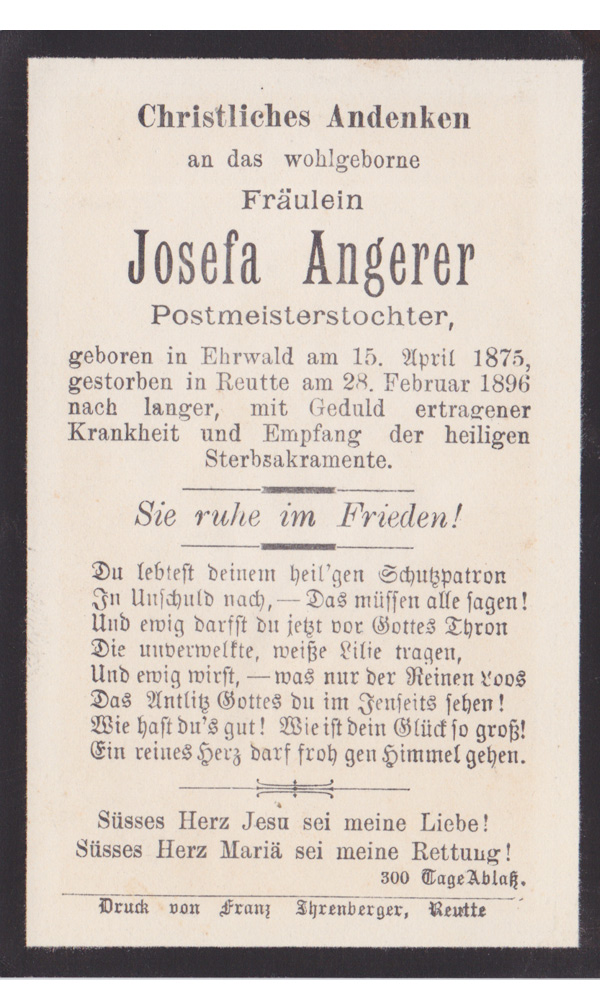 Christliches Andenken
an das wohlgeborne
Fräulein
Josefa Angerer
Postmeisterstochter,
geboren in Ehrwald am 15. April 1875,
gestorben in Reutte am 28. Februar 1896
nach langer, mit Geduld ertragener
Krankheit und Empfang der heiligen
Sterbsakramente.
Sie ruhe im Frieden!
Du lebtest deinem heil'gen Schutzpatron
In Unschuld nach, — Das müssen alle sagen!
Und ewig darfst du jetzt vor Gottes Thron
Die unverwelkte, weiße Lilie tragen,
Und ewig wirst, — was nur der Reinen Loos
Das Antlitz Gottes du im Jenseits sehen!
Wie hast du's gut! Wie ist dein Glück so groß!
Ein reines Herz darf froh gen Himmel gehen.
Süsses Herz Jesu sei meine Liebe!
Süsses Herz Mariä sei meine Rettung!
300 Tage Ablaß.
Druck von Franz Ihrenberger, Reutte